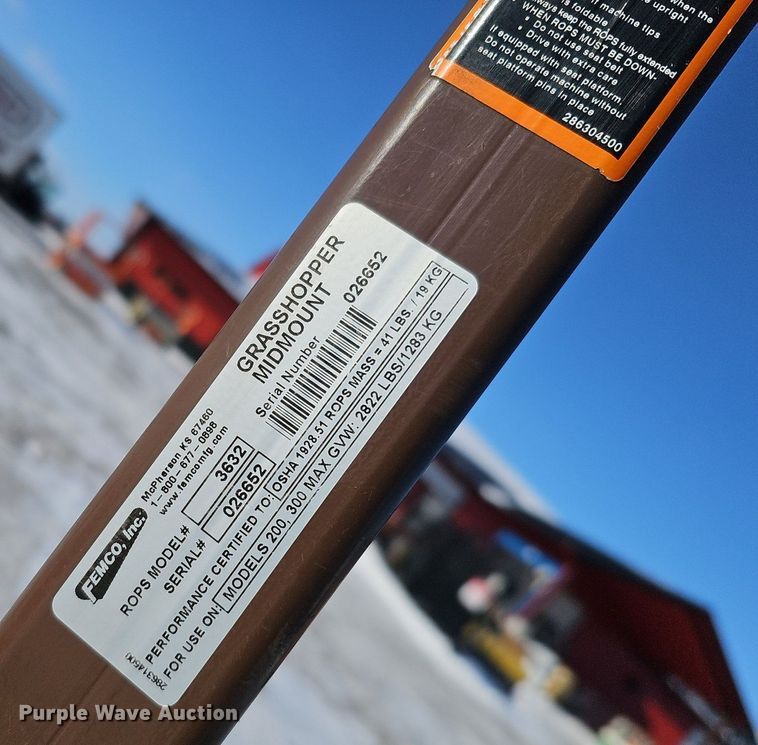 when the
upright
if machine tips
is foldable
always keep the ROPS fully extended
WHEN ROPS MUST BE DOWN-
• Do not use seat belt
• Drive with extra care
If equipped with seat platform,
Do not operate machine without
seat platform pins in place
286304500
GRASSHOPPER
MIDMOUNT
Serial Number 026652
FEMCO, Inc.
McPherson KS 67460
1-800-677-0898
www.femcomfg.com
ROPS MODEL# 3632
SERIAL# 026652
PERFORMANCE CERTIFIED TO: OSHA 1928.51 ROPS MASS = 41 LBS. / 19 KG
FOR USE ON: MODELS 200, 300 MAX GVW: 2822 LBS/1283 KG
286314500
Purple Wave Auction